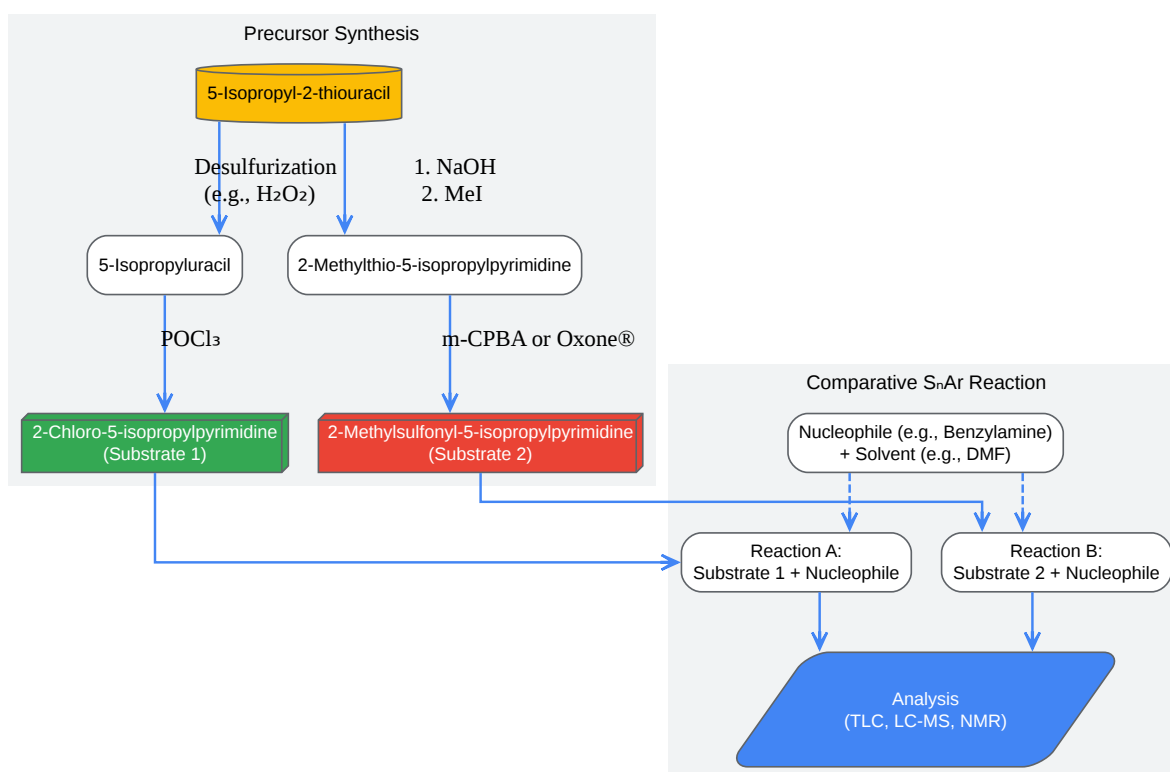 Precursor Synthesis
5-Isopropyl-2-thiouracil
Desulfurization
(e.g., H₂O₂)
1. NaOH
2. MeI
5-Isopropyluracil
2-Methylthio-5-isopropylpyrimidine
POCl₃
m-CPBA or Oxone®
2-Chloro-5-isopropylpyrimidine
(Substrate 1)
2-Methylsulfonyl-5-isopropylpyrimidine
(Substrate 2)
Comparative SₙAr Reaction
Nucleophile (e.g., Benzylamine)
+ Solvent (e.g., DMF)
Reaction A:
Substrate 1 + Nucleophile
Reaction B:
Substrate 2 + Nucleophile
Analysis
(TLC, LC-MS, NMR)